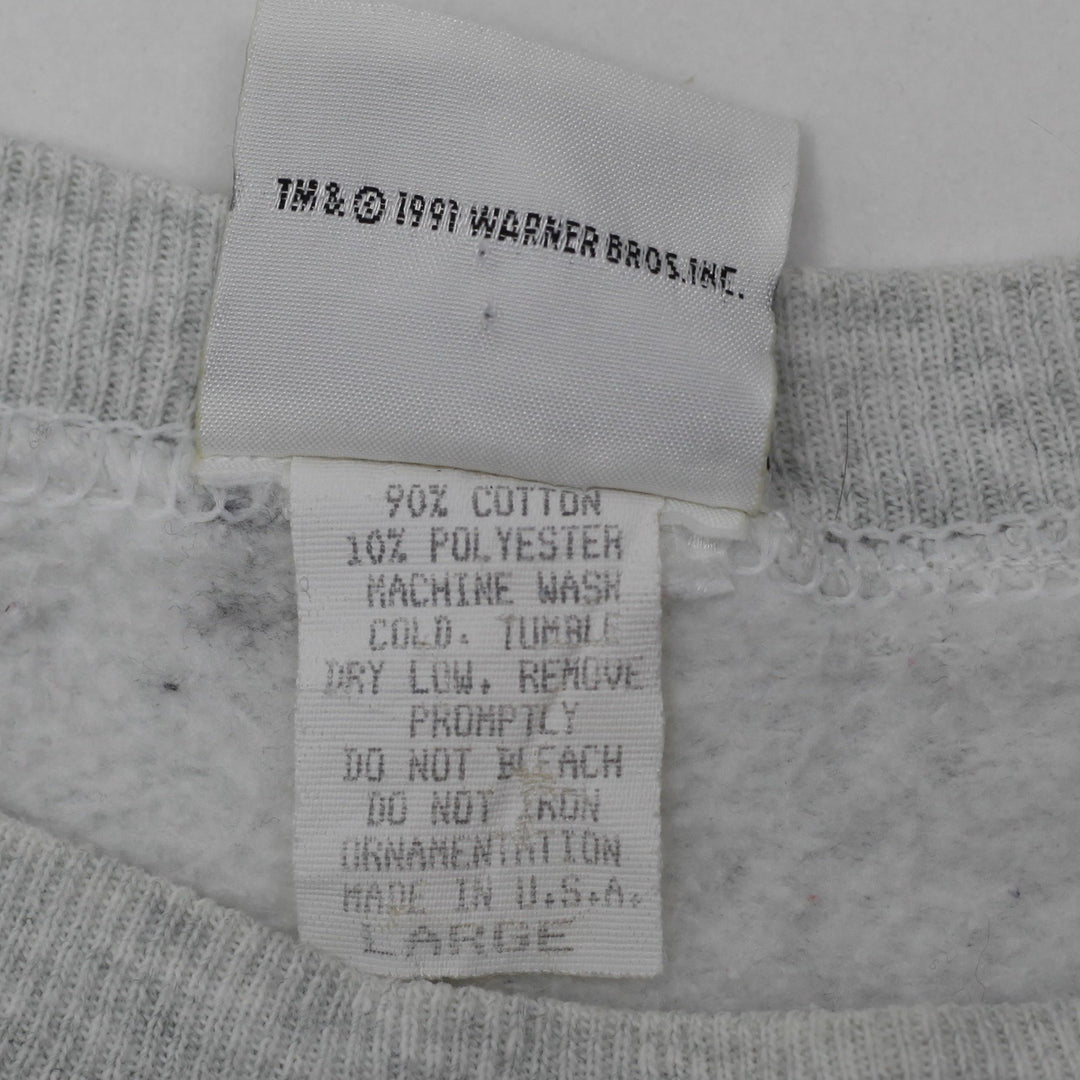 TM & © 1991 WARNER BROS. INC.
90% COTTON
10% POLYESTER
MACHINE WASH
COLD. TUMBLE
DRY LOW. REMOVE
PROMPTLY
DO NOT BLEACH
DO NOT IRON
ORNAMENTATION
MADE IN U.S.A.
LARGE